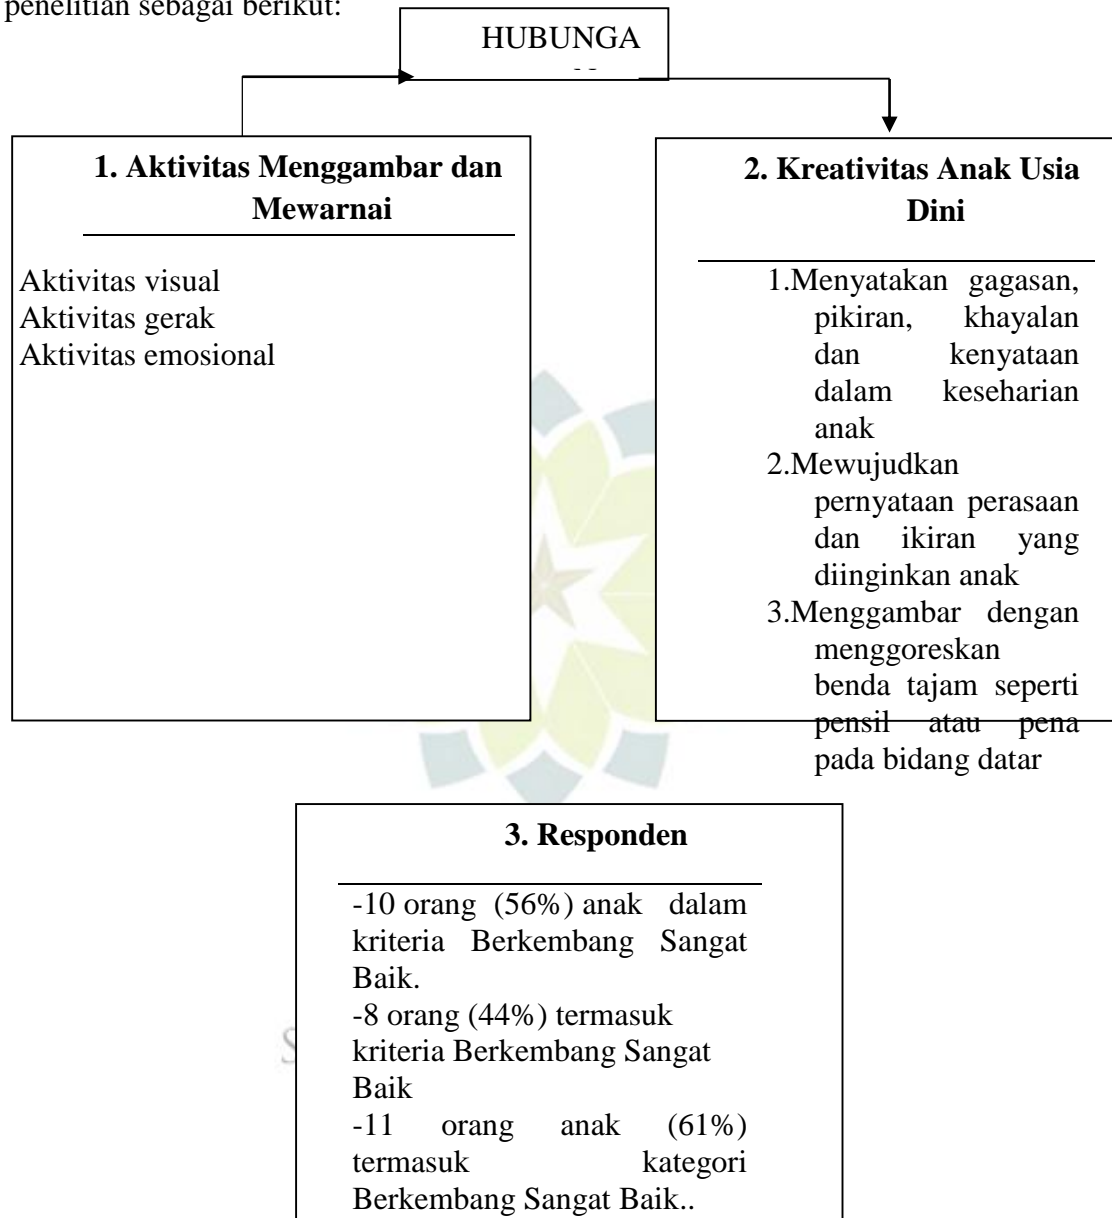 penelitian sebagai berikut:
HUBUNGA
1. Aktivitas Menggambar dan
Mewarnai
Aktivitas visual
Aktivitas gerak
Aktivitas emosional
2. Kreativitas Anak Usia
Dini
1.Menyatakan gagasan,
pikiran, khayalan
dan kenyataan
dalam keseharian
anak
2.Mewujudkan
pernyataan perasaan
dan ikiran yang
diinginkan anak
3.Menggambar dengan
menggoreskan
benda tajam seperti
pensil atau pena
pada bidang datar
3. Responden
-10 orang (56%) anak dalam
kriteria Berkembang Sangat
Baik.
-8 orang (44%) termasuk
kriteria Berkembang Sangat
Baik
-11 orang anak (61%)
termasuk kategori
Berkembang Sangat Baik..